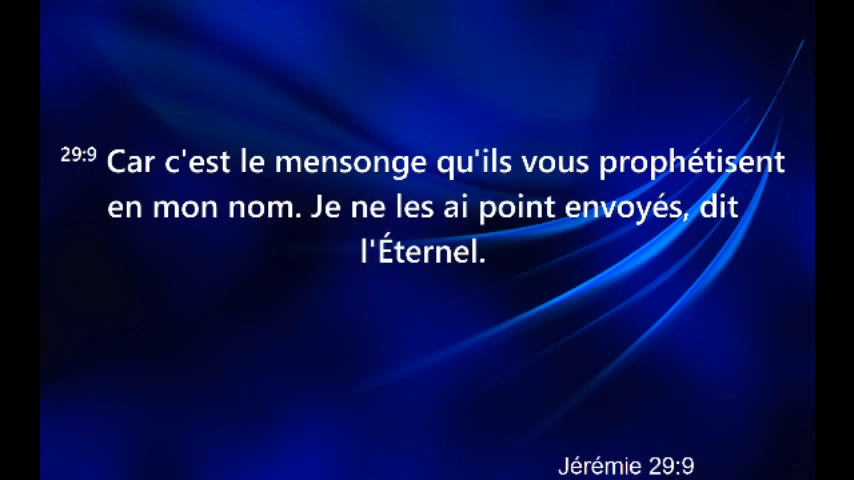 29:9 Car c'est le mensonge qu'ils vous prophétisent
en mon nom. Je ne les ai point envoyés, dit
l'Éternel.
Jérémie 29:9